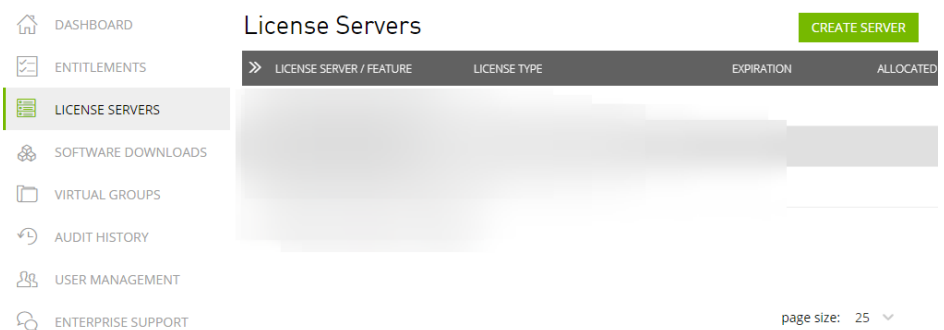 DASHBOARD
ENTITLEMENTS
LICENSE SERVERS
SOFTWARE DOWNLOADS
VIRTUAL GROUPS
AUDIT HISTORY
USER MANAGEMENT
ENTERPRISE SUPPORT
License Servers
CREATE SERVER
LICENSE SERVER / FEATURE LICENSE TYPE EXPIRATION ALLOCATED
page size: 25